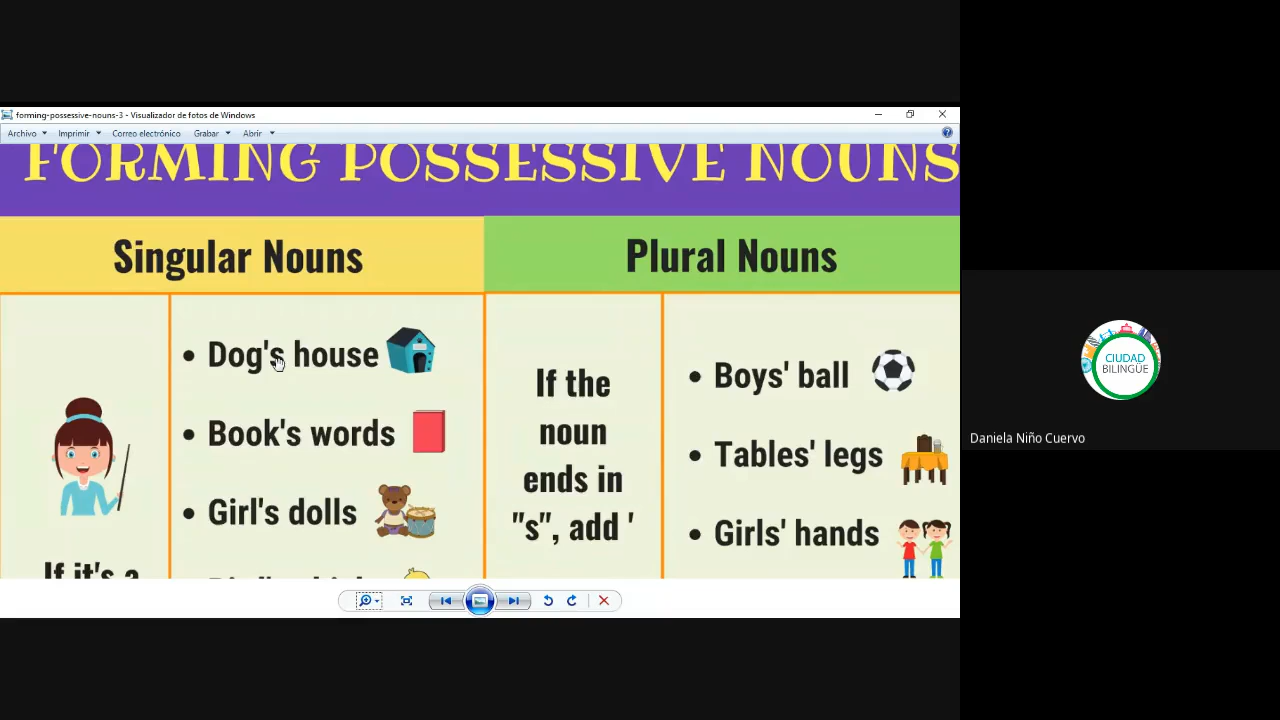 forming-possessive-nouns-3 - Visualizador de fotos de Windows
Archivo Imprimir Correo electrónico Grabar Abrir
FORMING POSSESSIVE NOUNS
Singular Nouns
Plural Nouns
• Dog's house
• Book's words
• Girl's dolls
If it's a
If the
noun
ends in
"s", add '
• Boys' ball
• Tables' legs
• Girls' hands
CIUDAD
BILINGÜE
Daniela Niño Cuervo